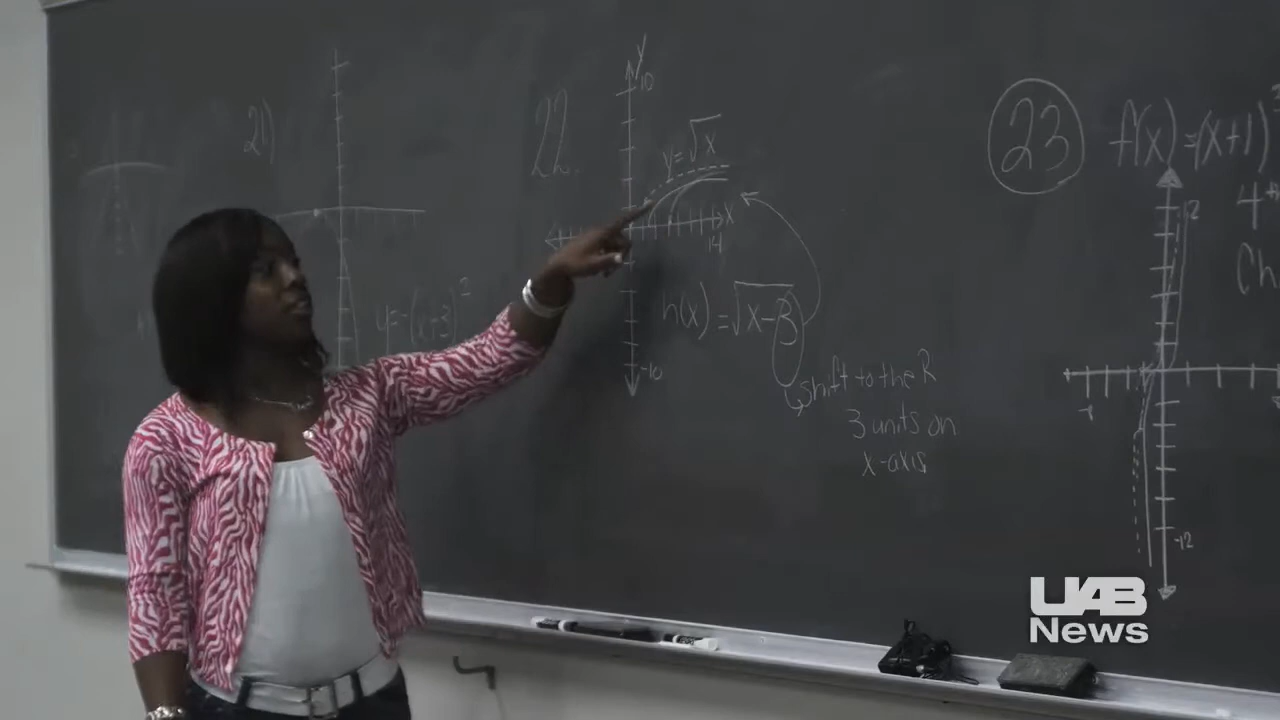 21)
y=-(x+3)²
22.
y
10
y=√x
x
14
-10
h(x)=√x-3
shift to the R
3 units on
x-axis
23
f(x)=(x+1)
12
-12
UAB
News